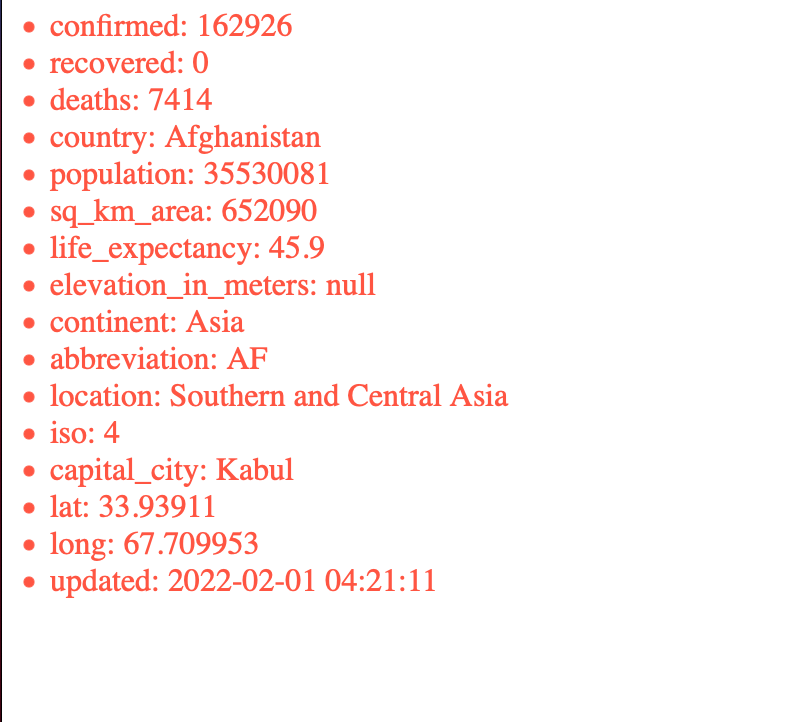 • confirmed: 162926
• recovered: 0
• deaths: 7414
• country: Afghanistan
• population: 35530081
• sq_km_area: 652090
• life_expectancy: 45.9
• elevation_in_meters: null
• continent: Asia
• abbreviation: AF
• location: Southern and Central Asia
• iso: 4
• capital_city: Kabul
• lat: 33.93911
• long: 67.709953
• updated: 2022-02-01 04:21:11